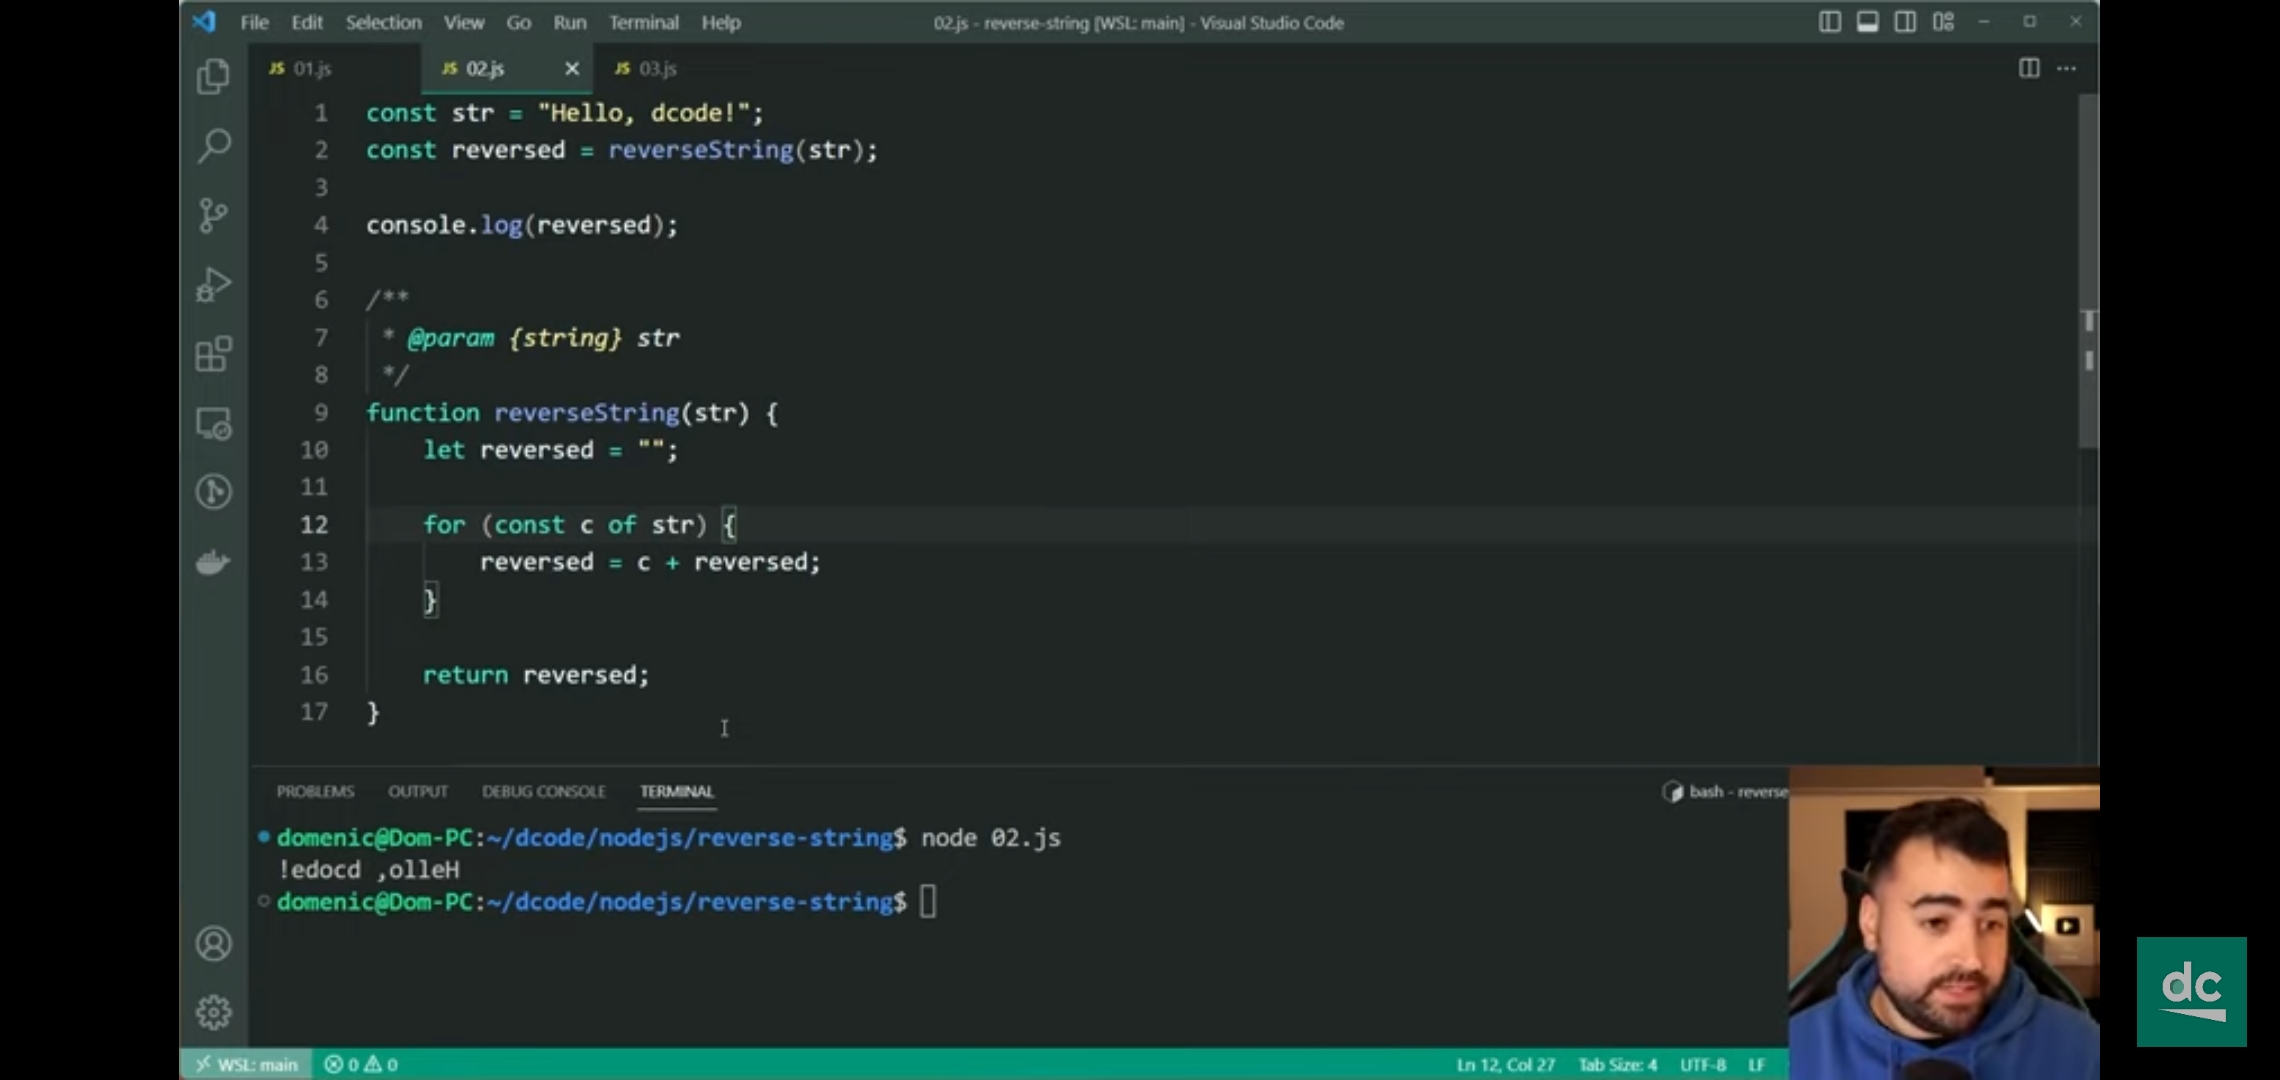 File Edit Selection View Go Run Terminal Help 02.js - reverse-string [WSL: main] - Visual Studio Code
JS 01.js JS 02.js JS 03.js
1 const str = "Hello, dcode!";
2 const reversed = reverseString(str);
3
4 console.log(reversed);
5
6 /**
7 * @param {string} str
8 */
9 function reverseString(str) {
10 let reversed = "";
11
12 for (const c of str) {
13 reversed = c + reversed;
14 }
15
16 return reversed;
17 }
PROBLEMS OUTPUT DEBUG CONSOLE TERMINAL bash - reverse
domenic@Dom-PC:~/dcode/nodejs/reverse-string$ node 02.js
!edocd ,olleH
domenic@Dom-PC:~/dcode/nodejs/reverse-string$
dc
WSL: main 0 0 Ln 12, Col 27 Tab Size: 4 UTF-8 LF